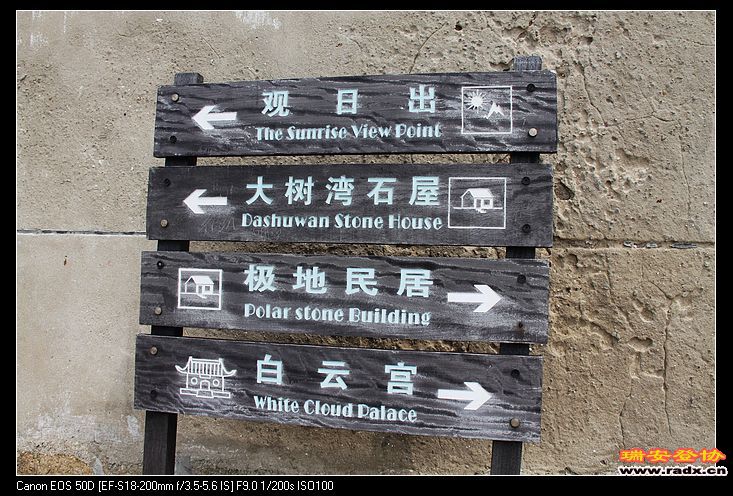 观日出
The Sunrise View Point
大树湾石屋
Dashuwan Stone House
极地民居
Polar stone Building
白云宫
White Cloud Palace
瑞安登协
www.radx.cn
Canon EOS 50D [EF-S18-200mm f/3.5-5.6 IS] F9.0 1/200s ISO100